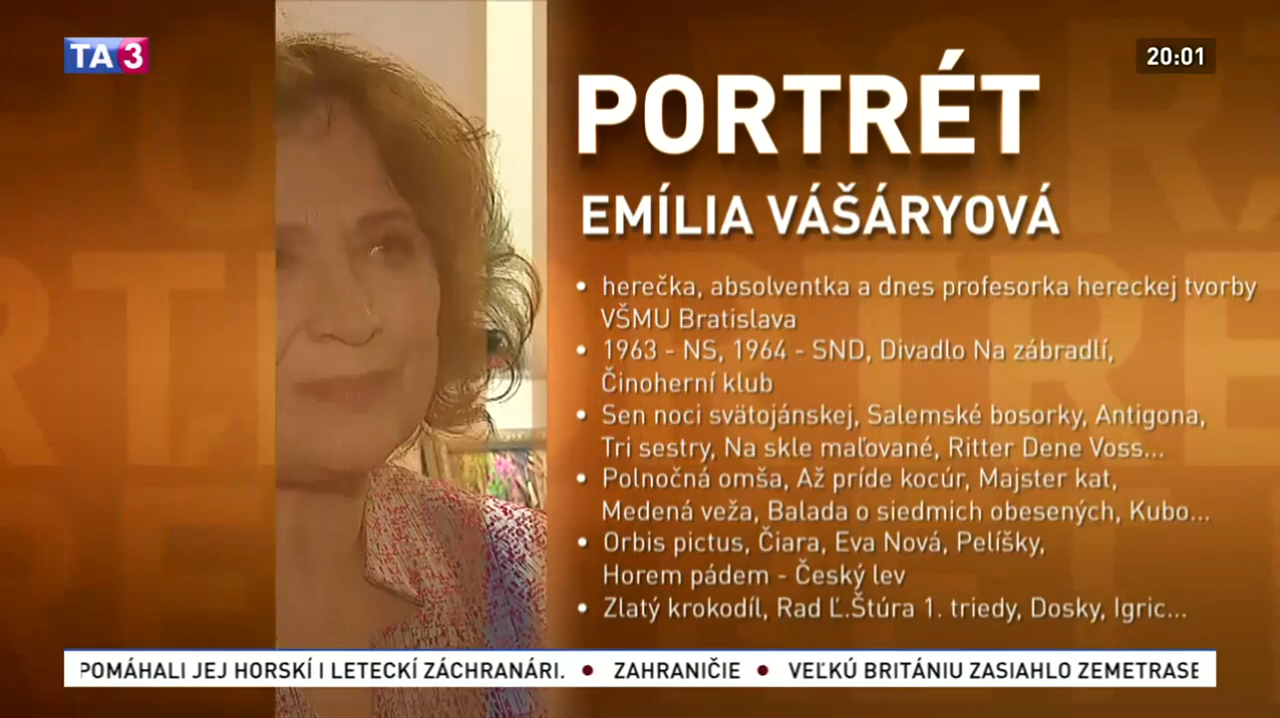 TA3
20:01
PORTRÉT
EMÍLIA VÁŠÁRYOVÁ
• herečka, absolventka a dnes profesorka hereckej tvorby
VŠMU Bratislava
• 1963 - NS, 1964 - SND, Divadlo Na zábradlí,
Činoherní klub
• Sen noci svätojánskej, Salemské bosorky, Antigona,
Tri sestry, Na skle maľované, Ritter Dene Voss...
• Polnočná omša, Až príde kocúr, Majster kat,
Medená veža, Balada o siedmich obesených, Kubo...
• Orbis pictus, Čiara, Eva Nová, Pelíšky,
Horem pádem - Český lev
• Zlatý krokodíl, Rad Ľ.Štúra 1. triedy, Dosky, Igric...
POMÁHALI JEJ HORSKÍ I LETECKÍ ZÁCHRANÁRI. • ZAHRANIČIE • VEĽKÚ BRITÁNIU ZASIAHLO ZEMETRASE